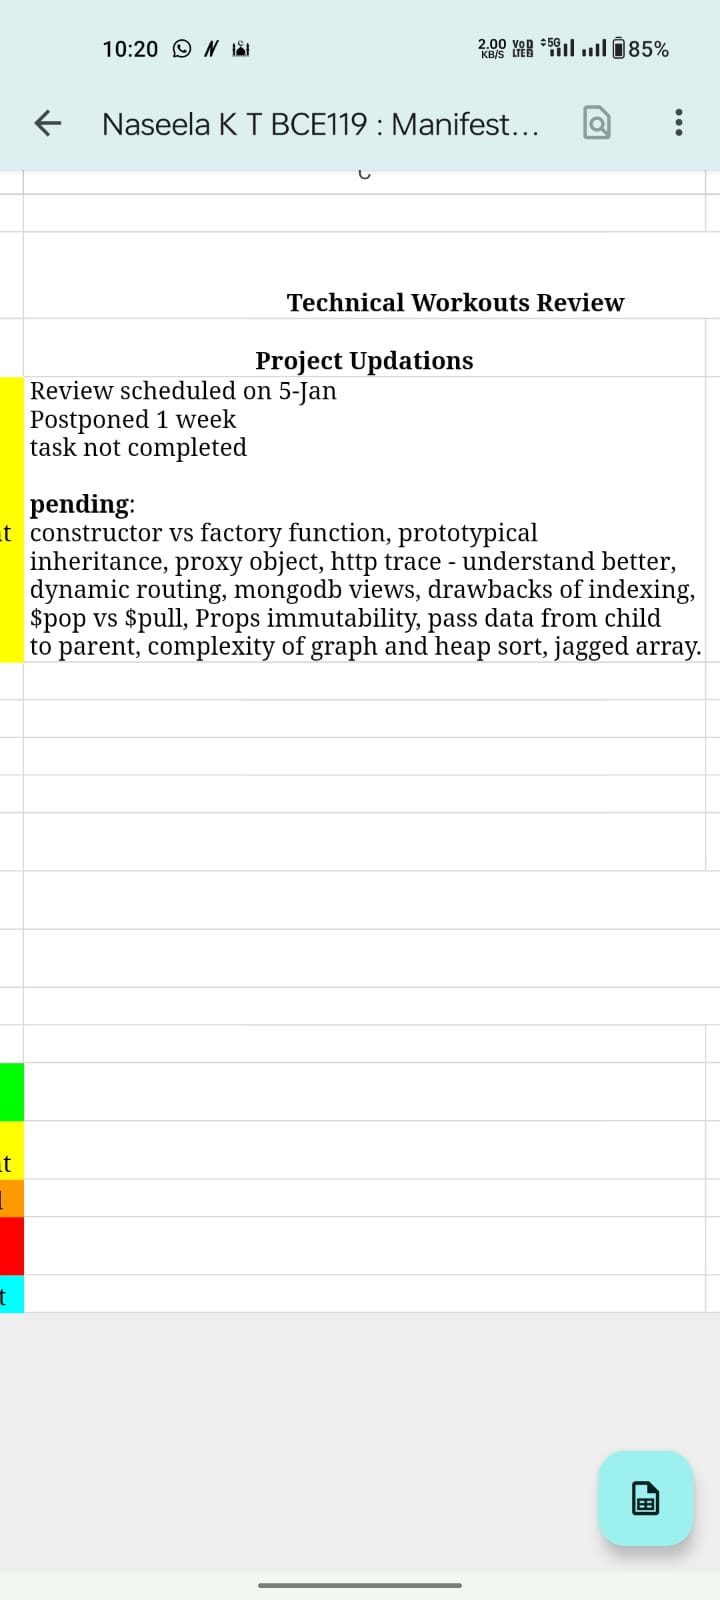 10:20
2.00 KB/S
VoD LTE2
5G
85%
Naseela K T BCE119 : Manifest...
Technical Workouts Review
Project Updations
Review scheduled on 5-Jan
Postponed 1 week
task not completed
pending:
t constructor vs factory function, prototypical
inheritance, proxy object, http trace - understand better,
dynamic routing, mongodb views, drawbacks of indexing,
$pop vs $pull, Props immutability, pass data from child
to parent, complexity of graph and heap sort, jagged array.
t
t